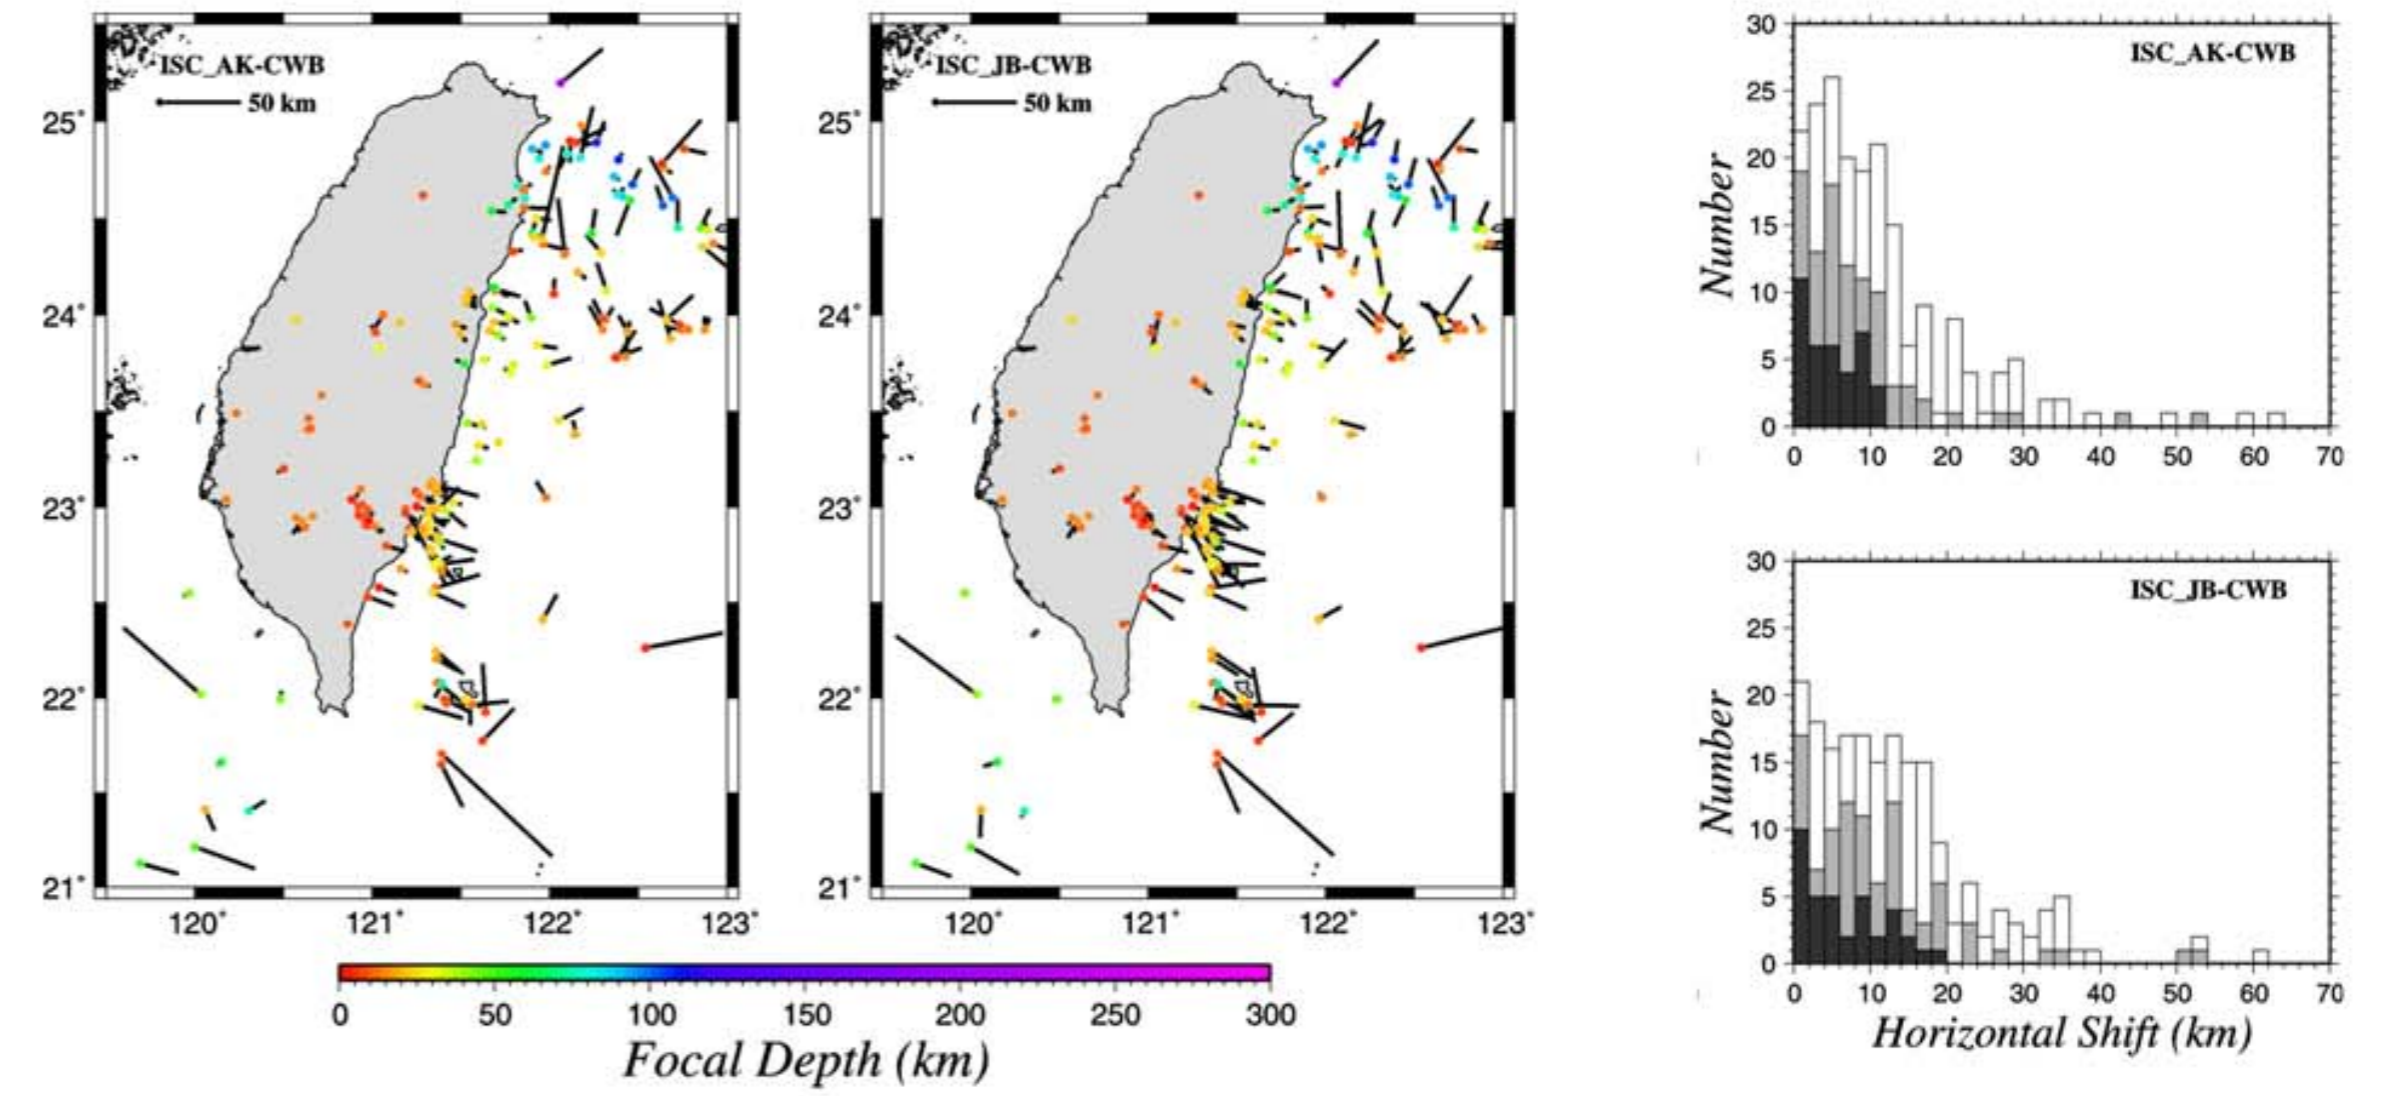 ISC_AK-CWB
50 km
25°
24°
23°
22°
21°
120° 121° 122° 123°
ISC_JB-CWB
50 km
25°
24°
23°
22°
21°
120° 121° 122° 123°
0 50 100 150 200 250 300
Focal Depth (km)
ISC_AK-CWB
Number
30
25
20
15
10
5
0
0 10 20 30 40 50 60 70
ISC_JB-CWB
Number
30
25
20
15
10
5
0
0 10 20 30 40 50 60 70
Horizontal Shift (km)